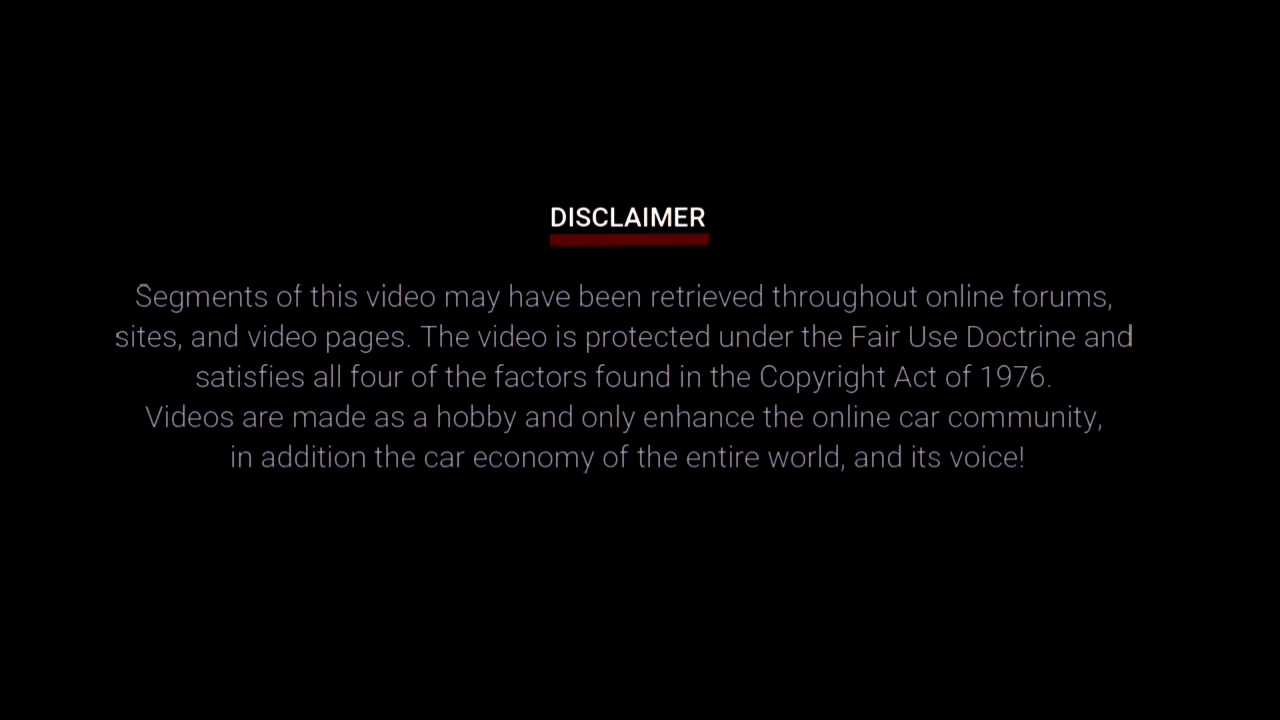 DISCLAIMER
Segments of this video may have been retrieved throughout online forums,
sites, and video pages. The video is protected under the Fair Use Doctrine and
satisfies all four of the factors found in the Copyright Act of 1976.
Videos are made as a hobby and only enhance the online car community,
in addition the car economy of the entire world, and its voice!